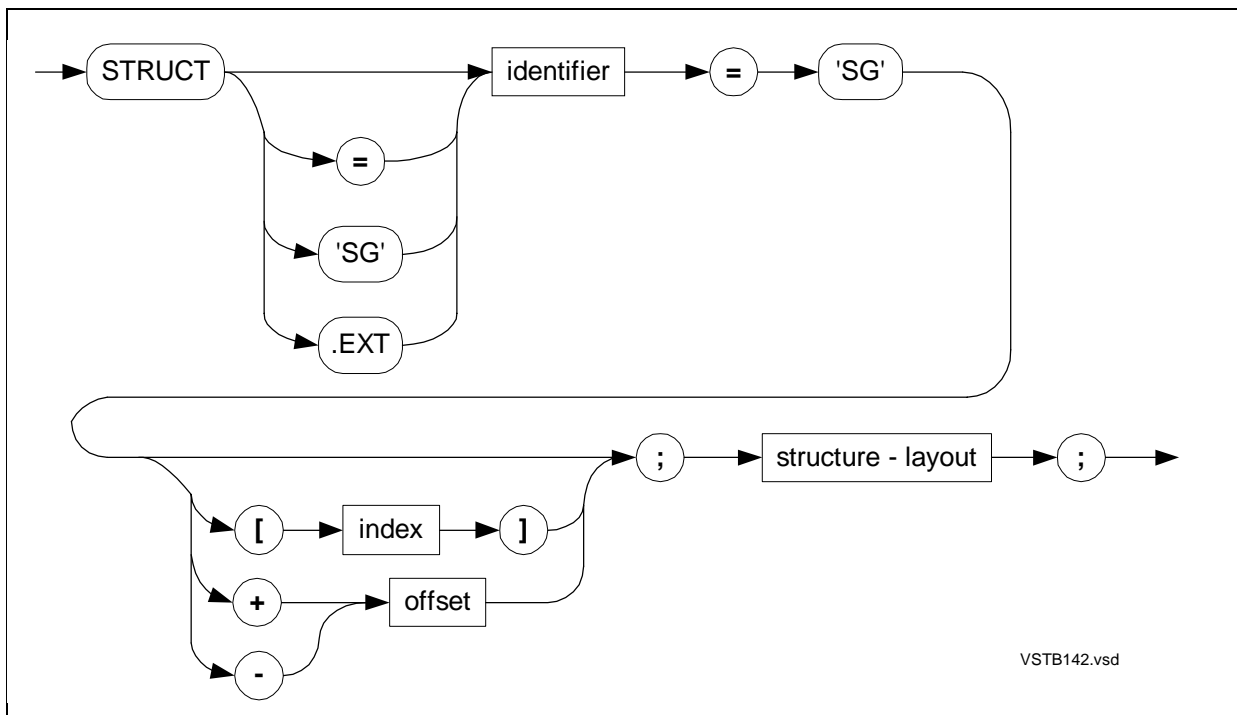 STRUCT identifier = 'SG'
=
'SG'
.EXT
; structure - layout ;
[ index ]
+ offset
-
VSTB142.vsd